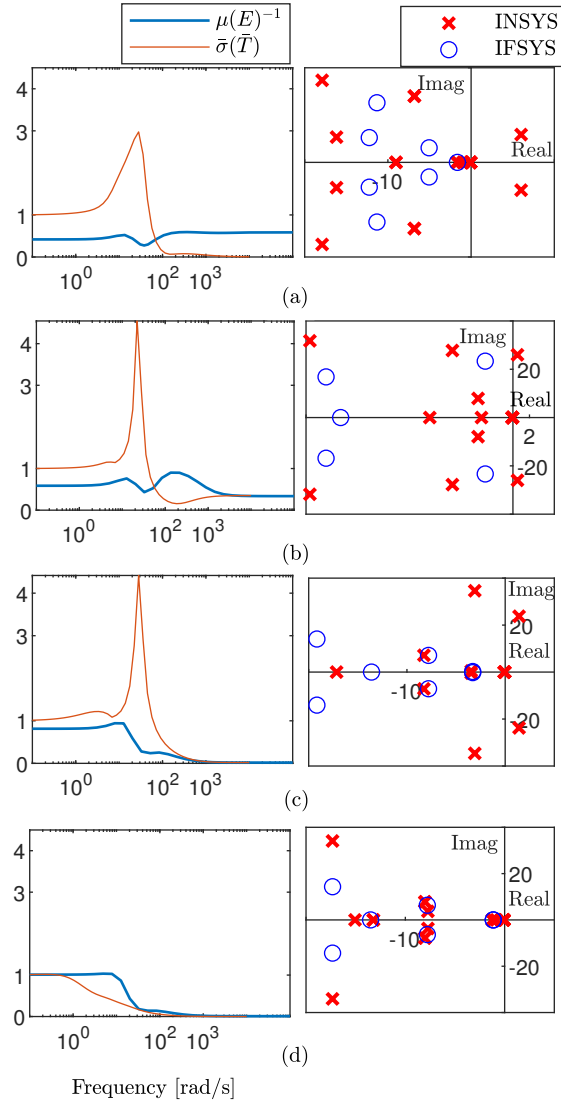 μ(E)⁻¹
σ̄(T̄)
INSYS
IFSYS
4
3
1
0
10⁰ 10² 10³
Imag
Real
-10
(a)
4
3
1
0
10⁰ 10² 10³
Imag
20
Real
2
-20
(b)
4
3
1
0
10⁰ 10² 10³
Imag
20
Real
-10
-20
(c)
4
3
1
0
10⁰ 10² 10³
Imag
20
Real
-10
-20
(d)
Frequency [rad/s]